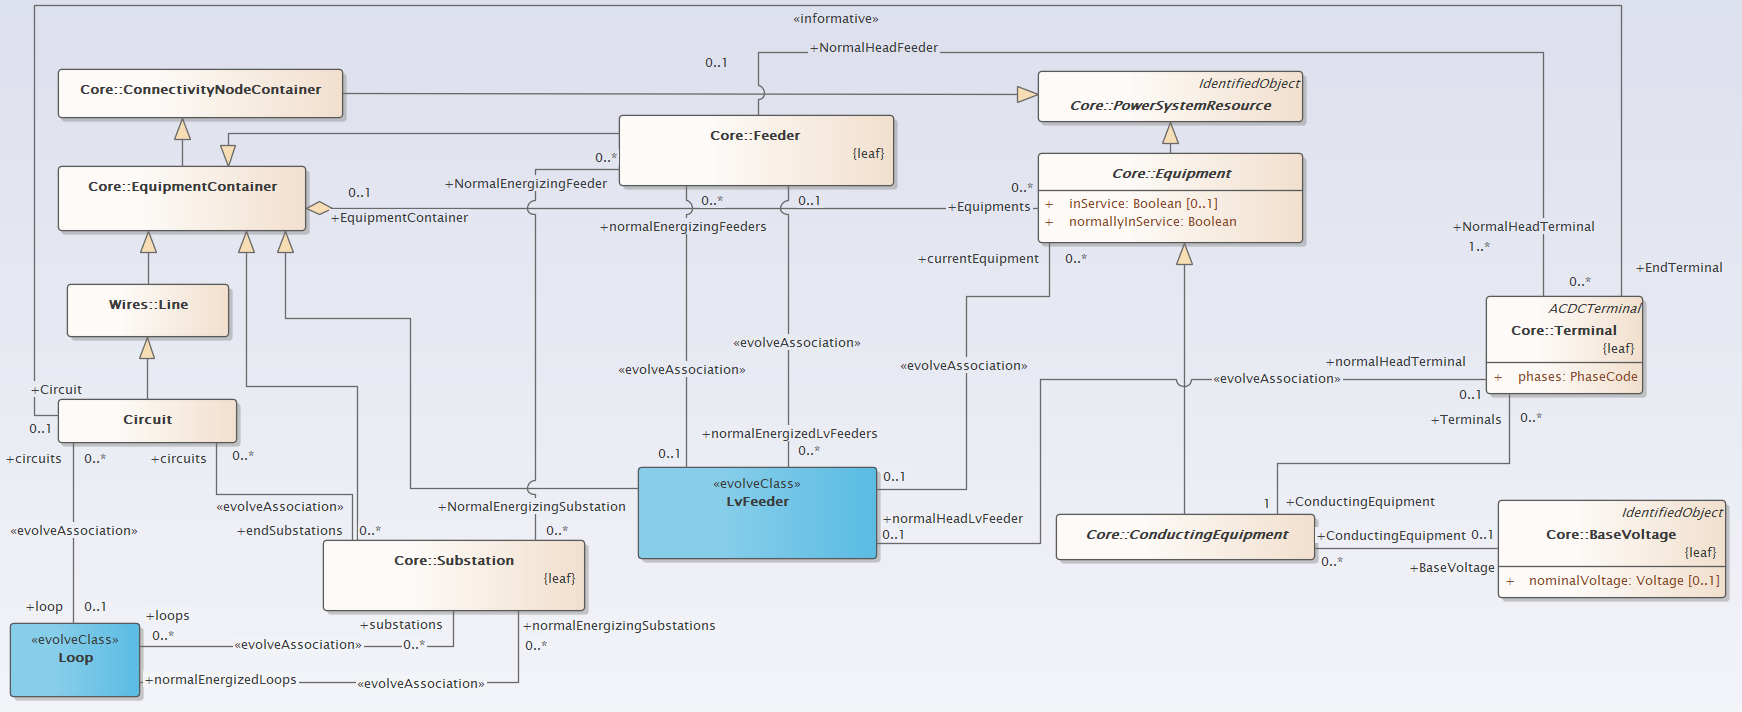 «informative»
+NormalHeadFeeder
0..1
Core::ConnectivityNodeContainer
IdentifiedObject
Core::PowerSystemResource
Core::Feeder
{leaf}
0..*
+NormalEnergizingFeeder
Core::EquipmentContainer
0..1
+EquipmentContainer
0..*
+normalEnergizingFeeders
0..1
Core::Equipment
+ inService: Boolean [0..1]
+ normallyInService: Boolean
0..*
+Equipments
+currentEquipment
0..*
+NormalHeadTerminal
1..*
+EndTerminal
0..*
Wires::Line
ACDCTerminal
Core::Terminal
{leaf}
+ phases: PhaseCode
«evolveAssociation»
«evolveAssociation»
«evolveAssociation»
+normalHeadTerminal
«evolveAssociation»
0..1
+Terminals
0..*
+Circuit
0..1
Circuit
+circuits
0..*
+circuits
0..*
+normalEnergizedLvFeeders
0..1
0..*
«evolveClass»
LvFeeder
0..1
+normalHeadLvFeeder
0..1
«evolveAssociation»
+endSubstations
0..*
+NormalEnergizingSubstation
0..*
«evolveAssociation»
1
+ConductingEquipment
Core::ConductingEquipment
+ConductingEquipment
0..1
0..*
+BaseVoltage
IdentifiedObject
Core::BaseVoltage
{leaf}
+ nominalVoltage: Voltage [0..1]
Core::Substation
{leaf}
+loop
0..1
+loops
0..*
«evolveAssociation»
+substations
0..*
+normalEnergizingSubstations
0..*
«evolveClass»
Loop
+normalEnergizedLoops
«evolveAssociation»